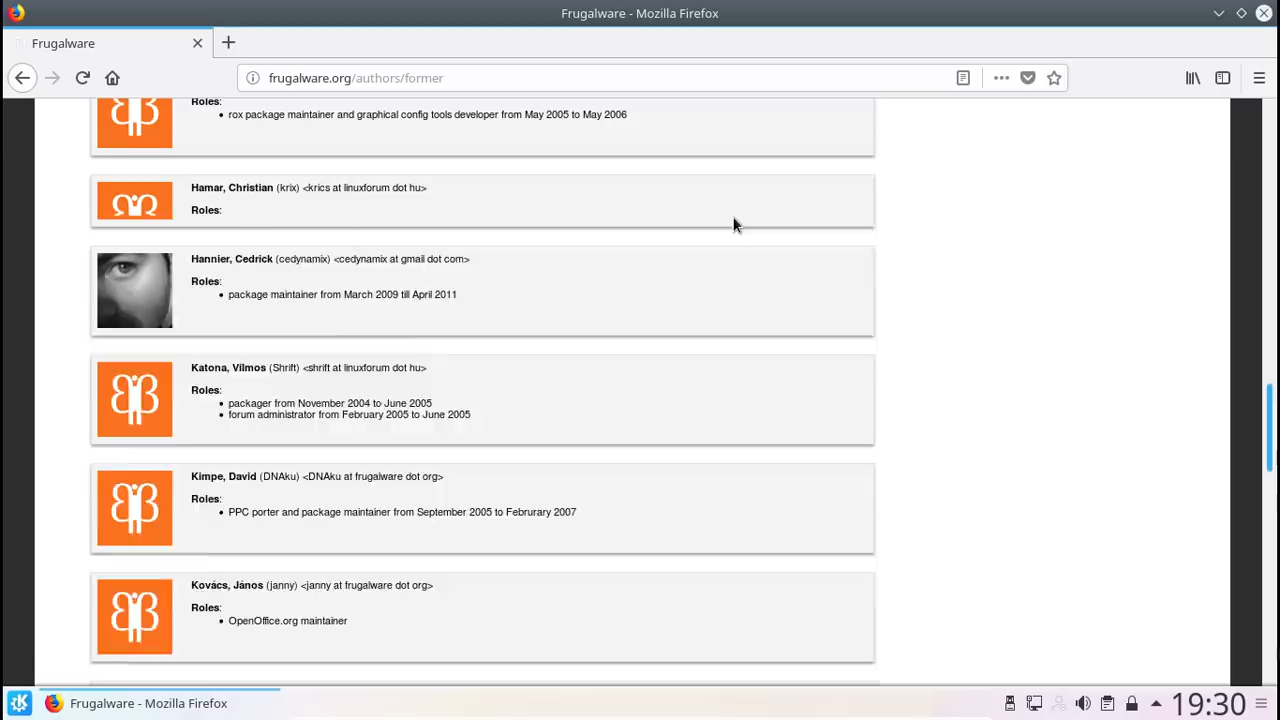 Frugalware - Mozilla Firefox
Frugalware
frugalware.org/authors/former
Roles:
rox package maintainer and graphical config tools developer from May 2005 to May 2006
Hamar, Christian (krix) <krics at linuxforum dot hu>
Roles:
Hannier, Cedrick (cedynamix) <cedynamix at gmail dot com>
Roles:
package maintainer from March 2009 till April 2011
Katona, Vilmos (Shrift) <shrift at linuxforum dot hu>
Roles:
packager from November 2004 to June 2005
forum administrator from February 2005 to June 2005
Kimpe, David (DNAku) <DNAku at frugalware dot org>
Roles:
PPC porter and package maintainer from September 2005 to Februrary 2007
Kovács, János (janny) <janny at frugalware dot org>
Roles:
OpenOffice.org maintainer
Frugalware - Mozilla Firefox
19:30